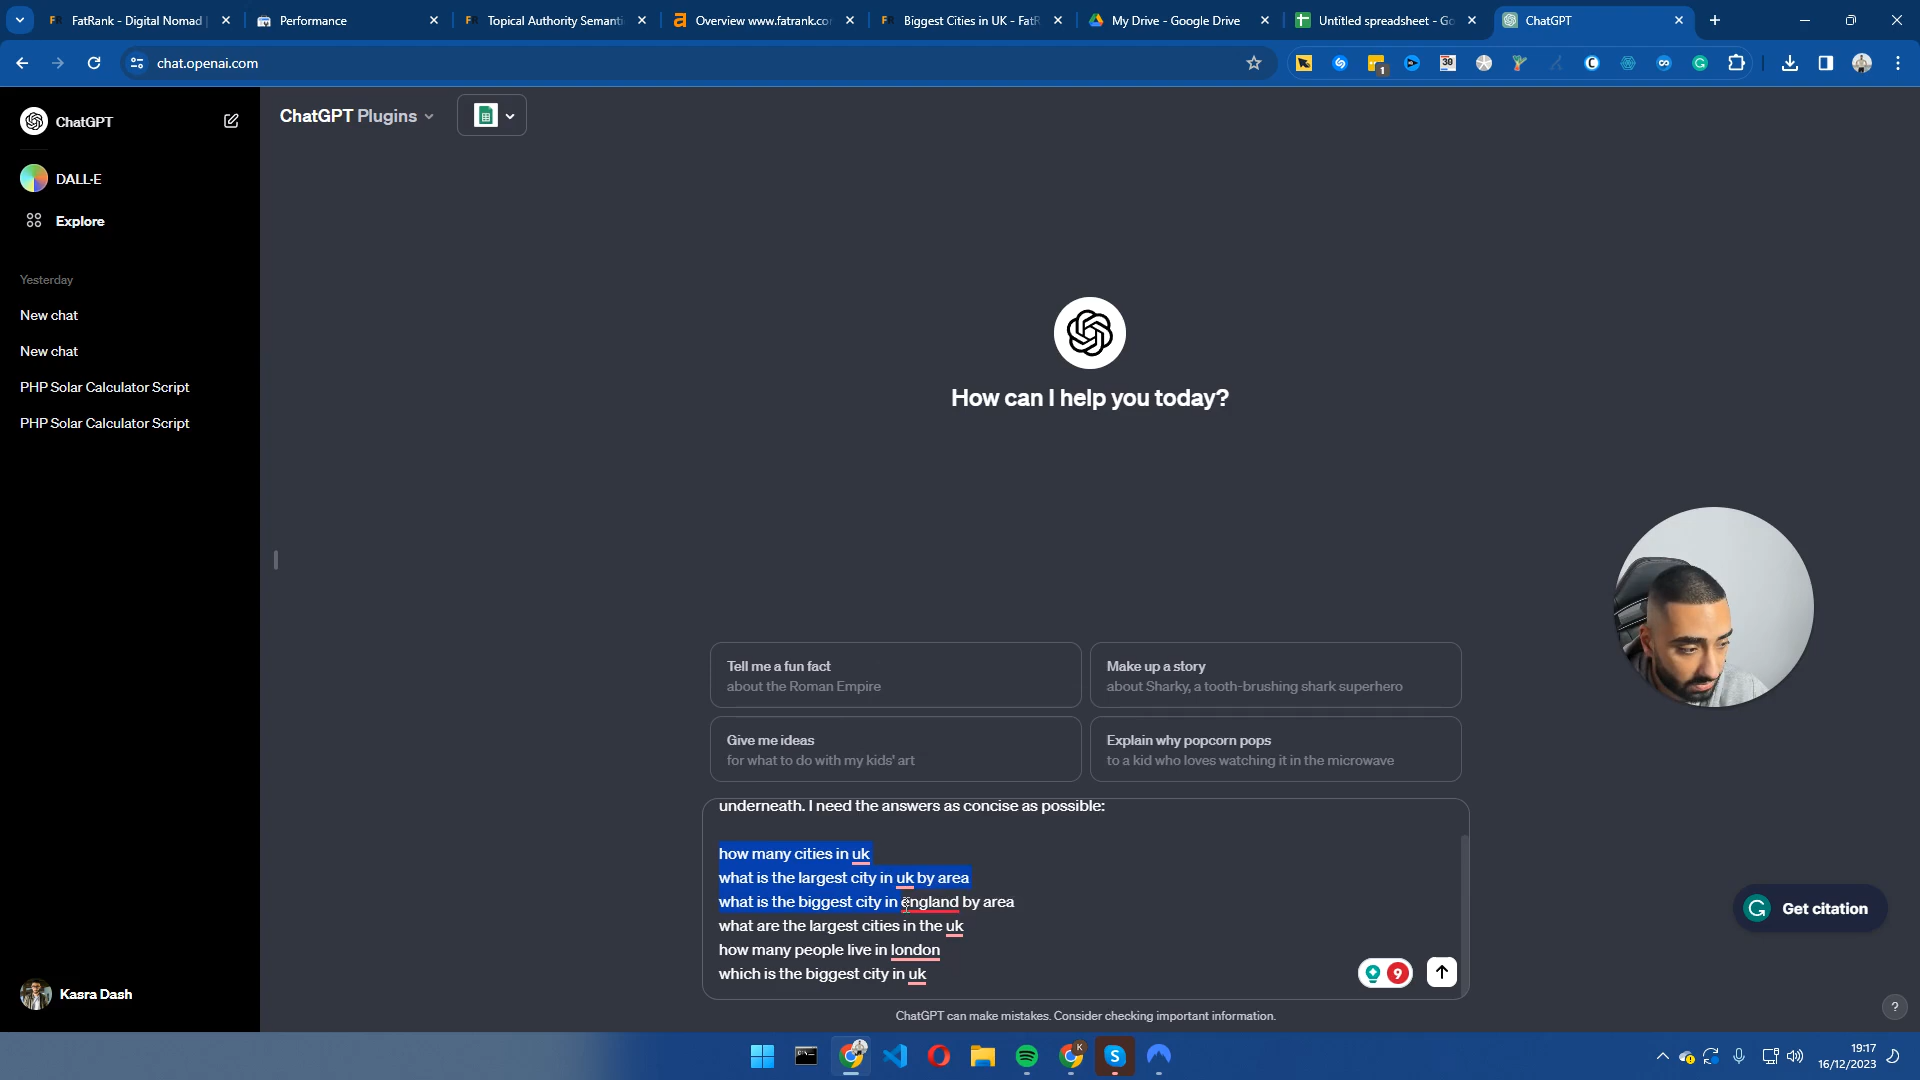 FatRank - Digital Nomad
Performance
Topical Authority Semanti
Overview www.fatrank.co
Biggest Cities in UK - FatR
My Drive - Google Drive
Untitled spreadsheet - Go
ChatGPT
chat.openai.com
1
30
ChatGPT
ChatGPT Plugins
DALL·E
Explore
Yesterday
New chat
New chat
PHP Solar Calculator Script
PHP Solar Calculator Script
How can I help you today?
Tell me a fun fact
about the Roman Empire
Make up a story
about Sharky, a tooth-brushing shark superhero
Give me ideas
for what to do with my kids' art
Explain why popcorn pops
to a kid who loves watching it in the microwave
underneath. I need the answers as concise as possible:
how many cities in uk
what is the largest city in uk by area
what is the biggest city in england by area
what are the largest cities in the uk
how many people live in london
which is the biggest city in uk
9
Get citation
Kasra Dash
ChatGPT can make mistakes. Consider checking important information.
?
K
19:17
16/12/2023